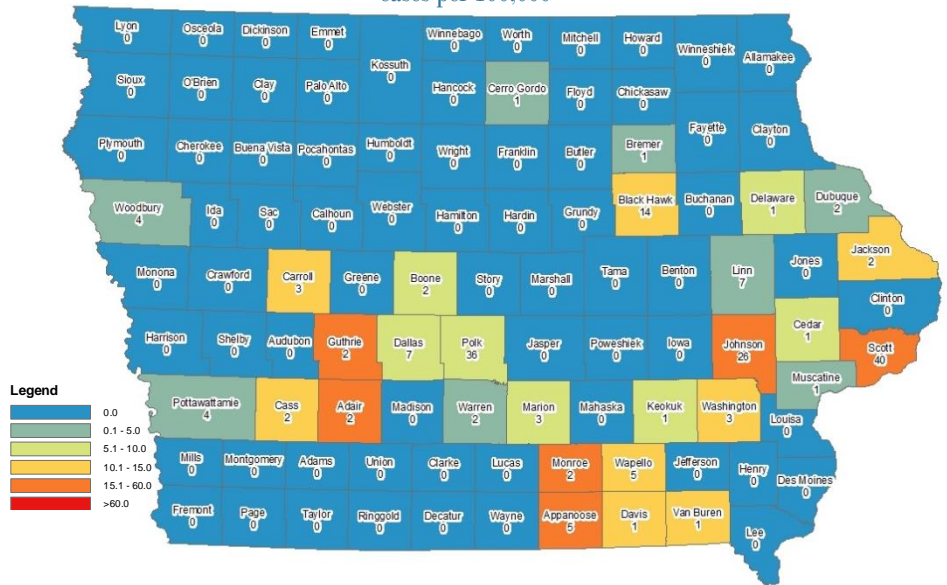 cases per 100,000
Lyon
0
Osceola
0
Dickinson
0
Emmet
0
Kossuth
0
Winnebago
0
Worth
0
Mitchell
0
Howard
0
Winneshiek
0
Allamakee
0
Sioux
0
O'Brien
0
Clay
0
Palo Alto
0
Hancock
0
Cerro Gordo
1
Floyd
0
Chickasaw
0
Plymouth
0
Cherokee
0
Buena Vista
0
Pocahontas
0
Humboldt
0
Wright
0
Franklin
0
Butler
0
Bremer
1
Fayette
0
Clayton
0
Woodbury
4
Ida
0
Sac
0
Calhoun
0
Webster
0
Hamilton
0
Hardin
0
Grundy
0
Black Hawk
14
Buchanan
0
Delaware
1
Dubuque
2
Monona
0
Crawford
0
Carroll
3
Greene
0
Boone
2
Story
0
Marshall
0
Tama
0
Benton
0
Linn
7
Jones
0
Jackson
2
Clinton
0
Harrison
0
Shelby
0
Audubon
0
Guthrie
2
Dallas
7
Polk
36
Jasper
0
Poweshiek
0
Iowa
0
Johnson
26
Cedar
1
Scott
40
Muscatine
1
Pottawattamie
4
Cass
2
Adair
2
Madison
0
Warren
2
Marion
3
Mahaska
0
Keokuk
1
Washington
3
Louisa
0
Mills
0
Montgomery
0
Adams
0
Union
0
Clarke
0
Lucas
0
Monroe
2
Wapello
5
Jefferson
0
Henry
0
Des Moines
0
Fremont
0
Page
0
Taylor
0
Ringgold
0
Decatur
0
Wayne
0
Appanoose
5
Davis
1
Van Buren
1
Lee
0
Legend
0.0
0.1 - 5.0
5.1 - 10.0
10.1 - 15.0
15.1 - 60.0
>60.0